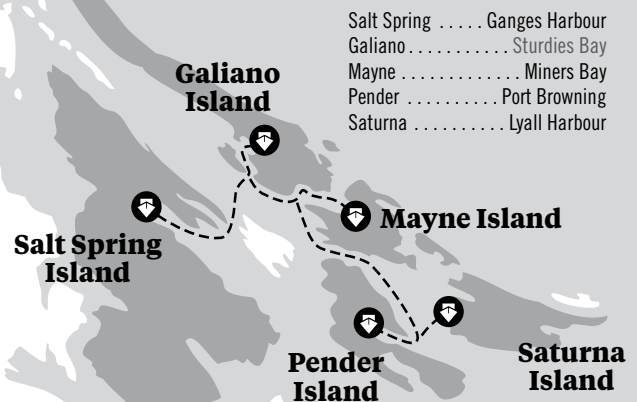 Salt Spring ..... Ganges Harbour
Galiano........... Sturdies Bay
Mayne ............. Miners Bay
Pender .......... Port Browning
Saturna .......... Lyall Harbour
Galiano
Island
Mayne Island
Salt Spring
Island
Pender
Island
Saturna
Island